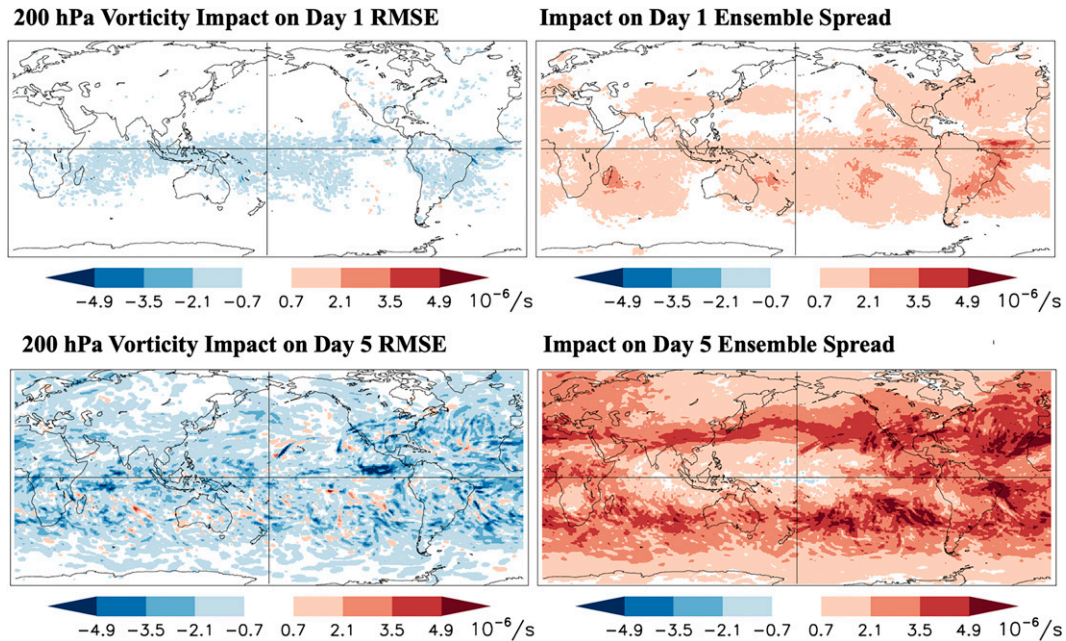 200 hPa Vorticity Impact on Day 1 RMSE
Impact on Day 1 Ensemble Spread
−4.9 −3.5 −2.1 −0.7 0.7 2.1 3.5 4.9 10⁻⁶/s
−4.9 −3.5 −2.1 −0.7 0.7 2.1 3.5 4.9 10⁻⁶/s
200 hPa Vorticity Impact on Day 5 RMSE
Impact on Day 5 Ensemble Spread
−4.9 −3.5 −2.1 −0.7 0.7 2.1 3.5 4.9 10⁻⁶/s
−4.9 −3.5 −2.1 −0.7 0.7 2.1 3.5 4.9 10⁻⁶/s